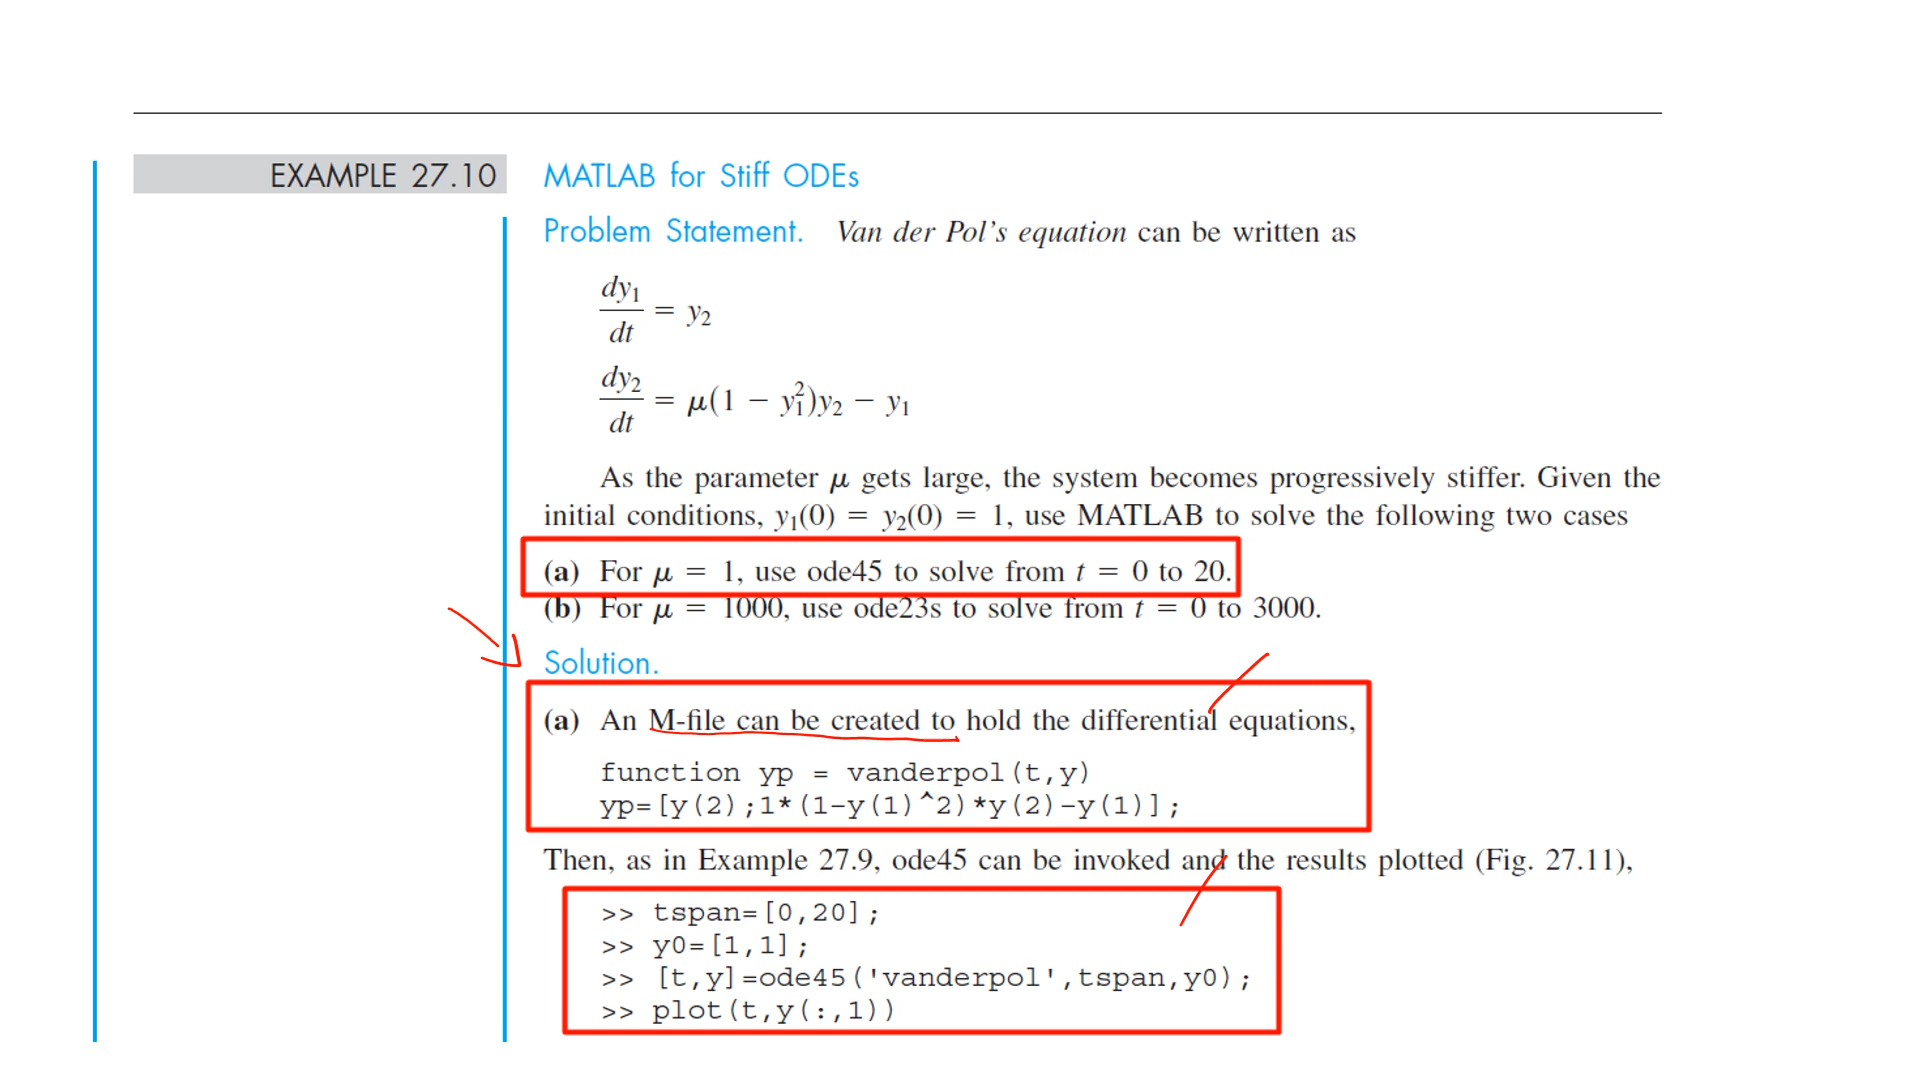 EXAMPLE 27.10 MATLAB for Stiff ODEs
Problem Statement. Van der Pol's equation can be written as
dy₁/dt = y₂
dy₂/dt = μ(1 − y₁²)y₂ − y₁
As the parameter μ gets large, the system becomes progressively stiffer. Given the
initial conditions, y₁(0) = y₂(0) = 1, use MATLAB to solve the following two cases
(a) For μ = 1, use ode45 to solve from t = 0 to 20.
(b) For μ = 1000, use ode23s to solve from t = 0 to 3000.
Solution.
(a) An M-file can be created to hold the differential equations,
function yp = vanderpol(t,y)
yp=[y(2);1*(1-y(1)^2)*y(2)-y(1)];
Then, as in Example 27.9, ode45 can be invoked and the results plotted (Fig. 27.11),
>> tspan=[0,20];
>> y0=[1,1];
>> [t,y]=ode45('vanderpol',tspan,y0);
>> plot(t,y(:,1))